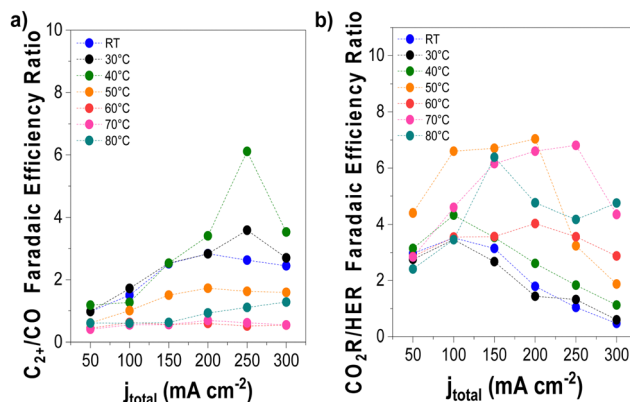 a)
C₂₊/CO Faradaic Efficiency Ratio
10
8
6
4
2
0
RT
30°C
40°C
50°C
60°C
70°C
80°C
50 100 150 200 250 300
j_total (mA cm⁻²)
b)
CO₂R/HER Faradaic Efficiency Ratio
10
8
6
4
2
0
RT
30°C
40°C
50°C
60°C
70°C
80°C
50 100 150 200 250 300
j_total (mA cm⁻²)